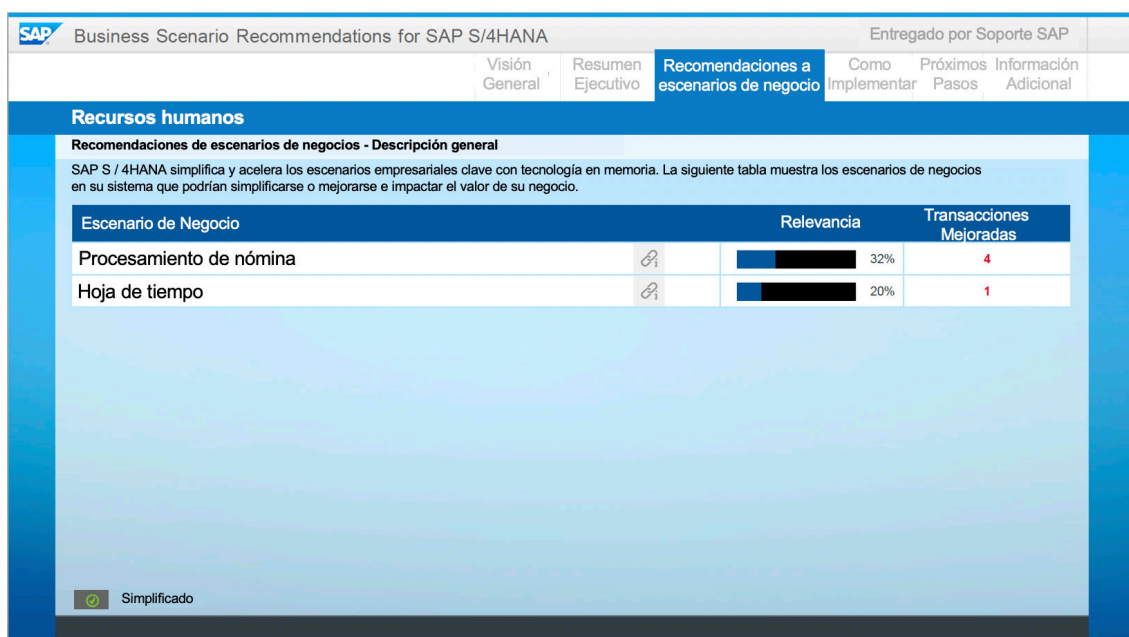 SAP
Business Scenario Recommendations for SAP S/4HANA
Entregado por Soporte SAP
Visión General
Resumen Ejecutivo
Recomendaciones a escenarios de negocio
Como Implementar
Próximos Pasos
Información Adicional
Recursos humanos
Recomendaciones de escenarios de negocios - Descripción general
SAP S / 4HANA simplifica y acelera los escenarios empresariales clave con tecnología en memoria. La siguiente tabla muestra los escenarios de negocios
en su sistema que podrían simplificarse o mejorarse e impactar el valor de su negocio.
Escenario de Negocio Relevancia Transacciones Mejoradas
Procesamiento de nómina 32% 4
Hoja de tiempo 20% 1
Simplificado